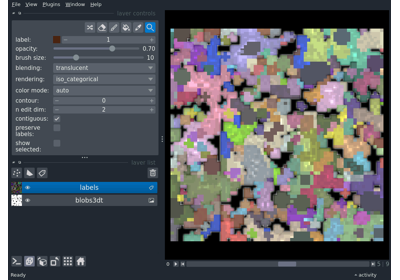 File View Plugins Window Help
layer controls
label: 1
opacity: 0.70
brush size: 10
blending: translucent
rendering: iso_categorical
color mode: auto
contour: 0
n edit dim: 2
contiguous:
preserve
labels:
show
selected:
layer list
labels
blobs3dt
Ready
activity